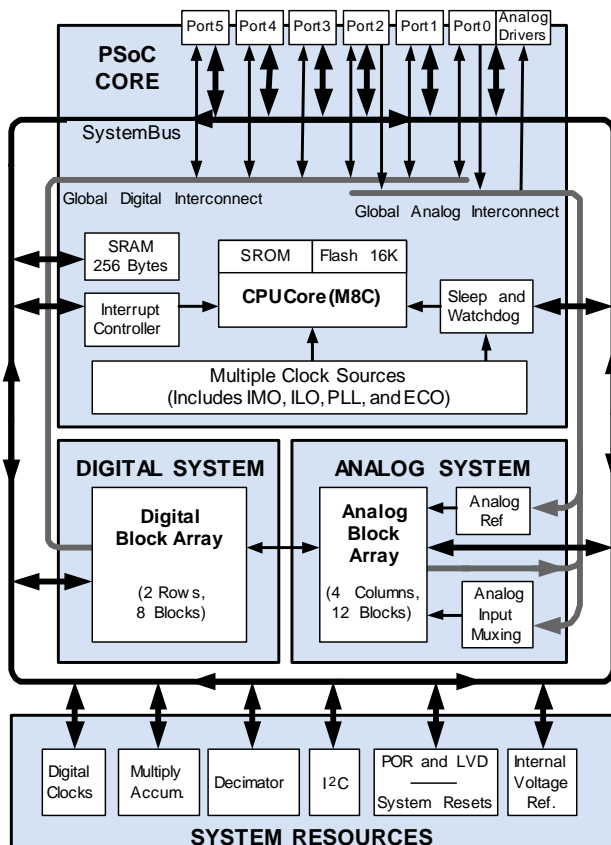 Port5 Port4 Port3 Port2 Port1 Port0 Analog Drivers
PSoC
CORE
SystemBus
Global Digital Interconnect
Global Analog Interconnect
SRAM
256 Bytes
SROM Flash 16K
CPUCore(M8C)
Interrupt
Controller
Sleep and
Watchdog
Multiple Clock Sources
(Includes IMO, ILO, PLL, and ECO)
DIGITAL SYSTEM
Digital
Block Array
(2 Rows,
8 Blocks)
ANALOG SYSTEM
Analog
Block
Array
(4 Columns,
12 Blocks)
Analog
Ref
Analog
Input
Muxing
Digital
Clocks
Multiply
Accum.
Decimator
I2C
POR and LVD
System Resets
Internal
Voltage
Ref.
SYSTEM RESOURCES